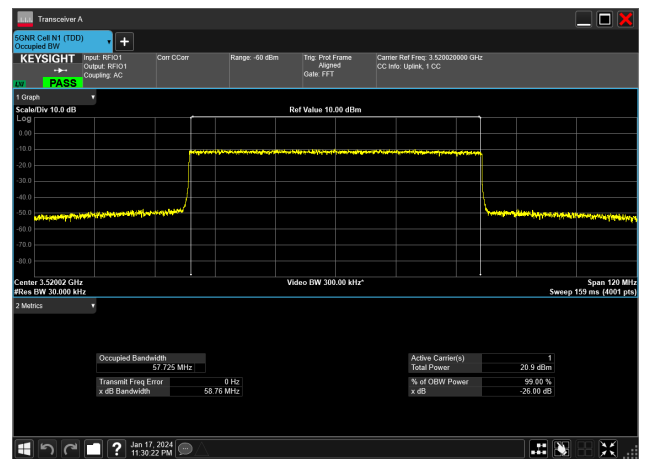 Transceiver A
5GNR Cell N1 (TDD)
Occupied BW
+
KEYSIGHT
LXI
PASS
Input: RFIO1
Output: RFIO1
Coupling: AC
Corr CCorr
Range: -60 dBm
Trig: Prot Frame
Aligned
Gate: FFT
Carrier Ref Freq: 3.520020000 GHz
CC Info: Uplink, 1 CC
1 Graph
Scale/Div 10.0 dB
Ref Value 10.00 dBm
Log
0.00
-10.0
-20.0
-30.0
-40.0
-50.0
-60.0
-70.0
-80.0
Center 3.52002 GHz
#Res BW 30.000 kHz
Video BW 300.00 kHz*
Span 120 MHz
Sweep 159 ms (4001 pts)
2 Metrics
Occupied Bandwidth
57.725 MHz
Transmit Freq Error 0 Hz
x dB Bandwidth 58.76 MHz
Active Carrier(s) 1
Total Power 20.9 dBm
% of OBW Power 99.00 %
x dB -26.00 dB
?
Jan 17, 2024
11:30:22 PM